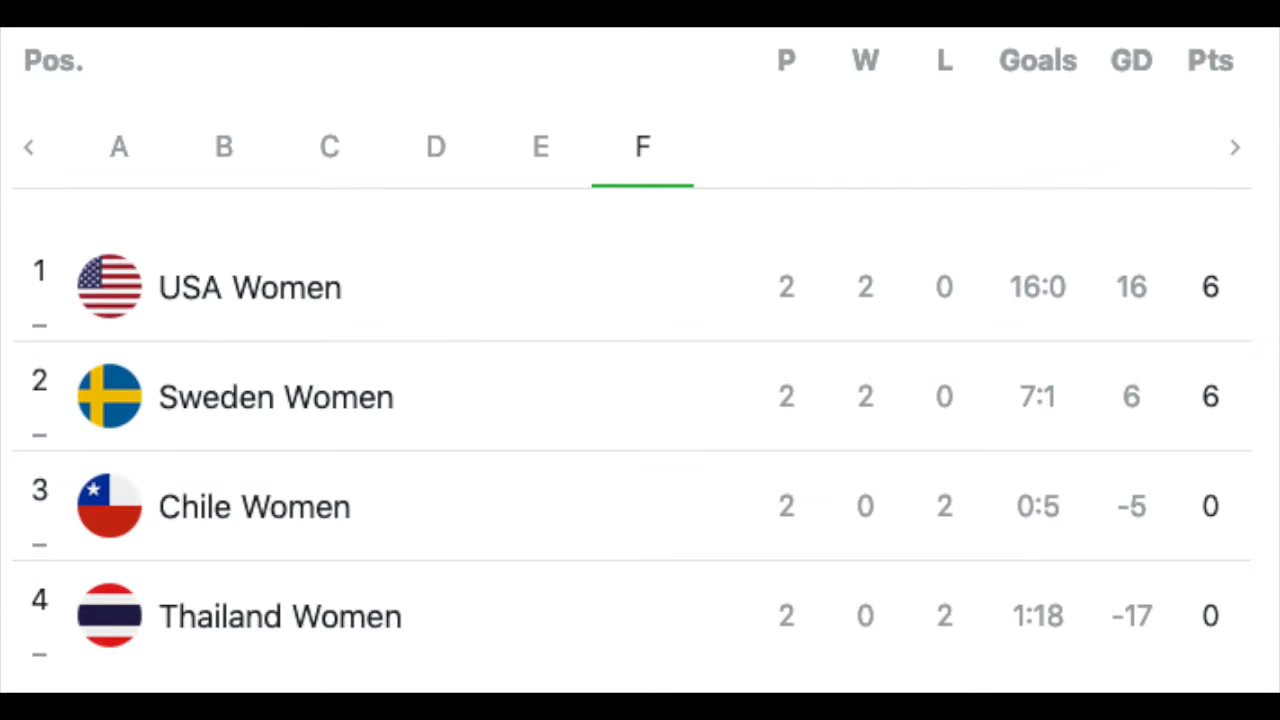 Pos. P W L Goals GD Pts
‹ A B C D E F ›
1 USA Women 2 2 0 16:0 16 6
–
2 Sweden Women 2 2 0 7:1 6 6
–
3 Chile Women 2 0 2 0:5 -5 0
–
4 Thailand Women 2 0 2 1:18 -17 0
–